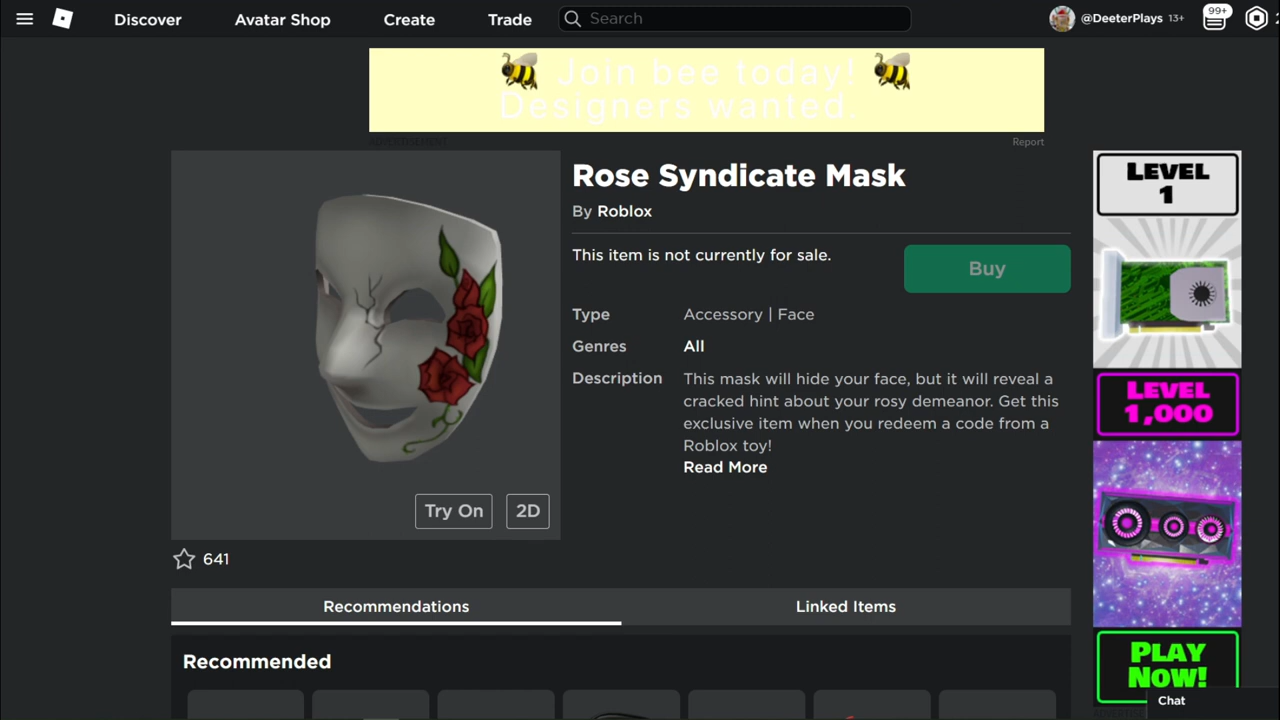 Discover
Avatar Shop
Create
Trade
Search
@DeeterPlays 13+
99+
Join bee today!
Designers wanted.
ADVERTISEMENT
Report
Rose Syndicate Mask
By Roblox
This item is not currently for sale.
Buy
Type Accessory | Face
Genres All
Description This mask will hide your face, but it will reveal a
cracked hint about your rosy demeanor. Get this
exclusive item when you redeem a code from a
Roblox toy!
Read More
Try On
2D
641
Recommendations
Linked Items
Recommended
LEVEL
1
LEVEL
1,000
PLAY
NOW!
Chat